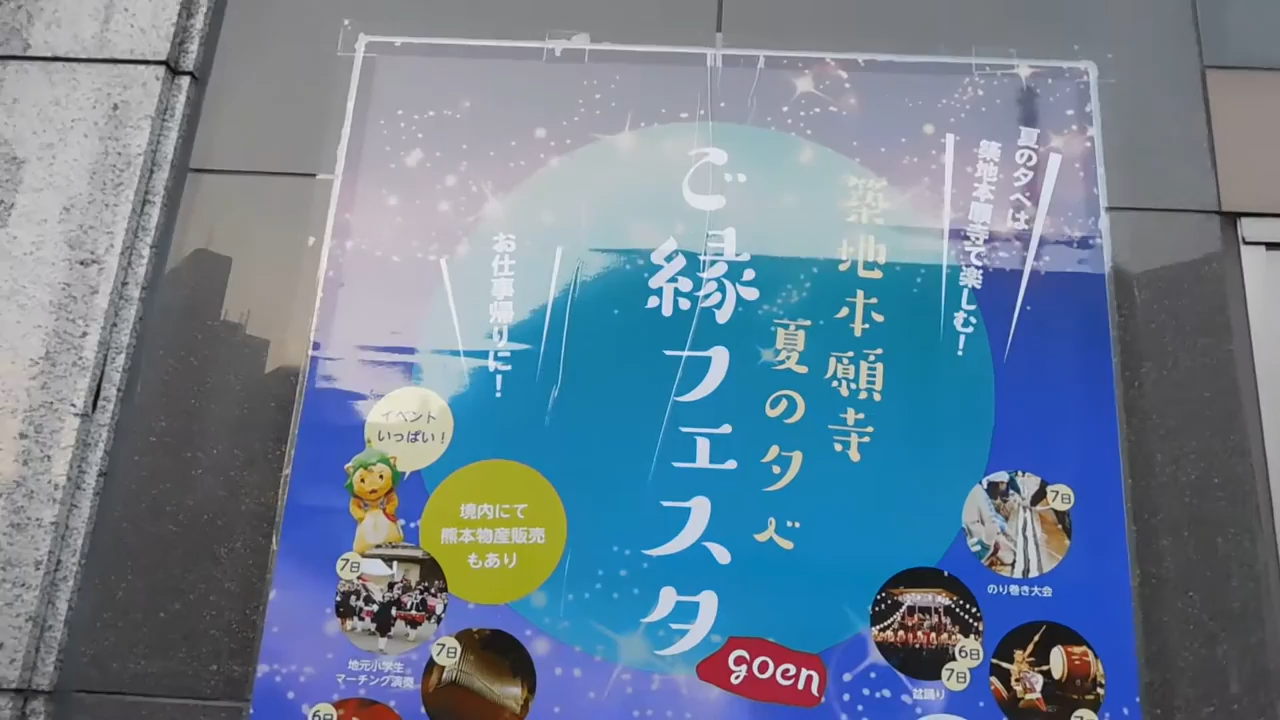 夏の夕べは
築地本願寺で楽しむ!
築地本願寺
夏の夕べ
ご縁フェスタ
goen
お仕事帰りに!
イベント
いっぱい!
境内にて
熊本物産販売
もあり
7日
地元小学生
マーチング演奏
7日
6日
7日
のり巻き大会
6日
7日
盆踊り